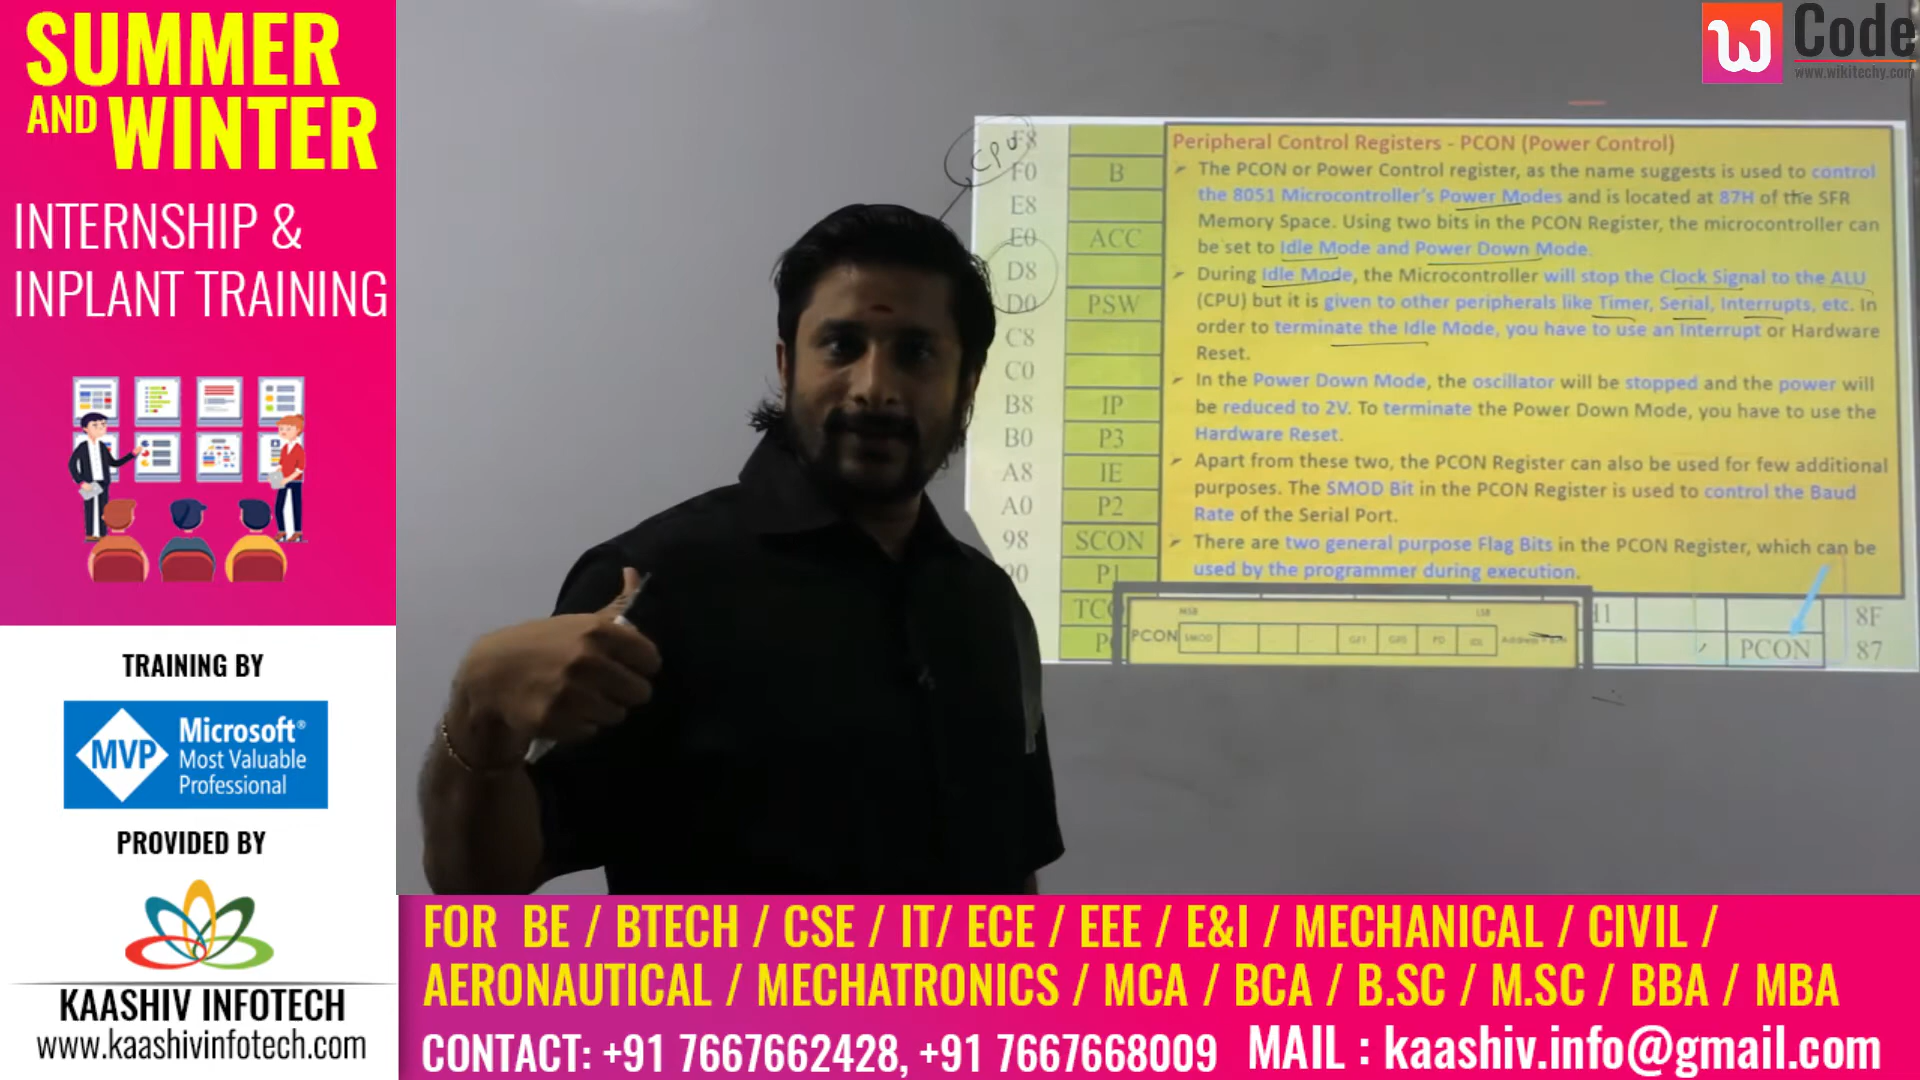 SUMMER
AND WINTER
INTERNSHIP &
INPLANT TRAINING
TRAINING BY
MVP
Microsoft®
Most Valuable
Professional
PROVIDED BY
KAASHIV INFOTECH
www.kaashivinfotech.com
W Code
www.wikitechy.com
CPU
F8
F0 B
E8
E0 ACC
D8
D0 PSW
C8
C0
B8 IP
B0 P3
A8 IE
A0 P2
98 SCON
90 P1
Peripheral Control Registers - PCON (Power Control)
➢ The PCON or Power Control register, as the name suggests is used to control
the 8051 Microcontroller's Power Modes and is located at 87H of the SFR
Memory Space. Using two bits in the PCON Register, the microcontroller can
be set to Idle Mode and Power Down Mode.
➢ During Idle Mode, the Microcontroller will stop the Clock Signal to the ALU
(CPU) but it is given to other peripherals like Timer, Serial, Interrupts, etc. In
order to terminate the Idle Mode, you have to use an Interrupt or Hardware
Reset.
➢ In the Power Down Mode, the oscillator will be stopped and the power will
be reduced to 2V. To terminate the Power Down Mode, you have to use the
Hardware Reset.
➢ Apart from these two, the PCON Register can also be used for few additional
purposes. The SMOD Bit in the PCON Register is used to control the Baud
Rate of the Serial Port.
➢ There are two general purpose Flag Bits in the PCON Register, which can be
used by the programmer during execution.
8F
MSB LSB
PCON SMOD GF1 GF0 PD IDL Address
PCON 87
FOR BE / BTECH / CSE / IT/ ECE / EEE / E&I / MECHANICAL / CIVIL /
AERONAUTICAL / MECHATRONICS / MCA / BCA / B.SC / M.SC / BBA / MBA
CONTACT: +91 7667662428, +91 7667668009 MAIL : kaashiv.info@gmail.com